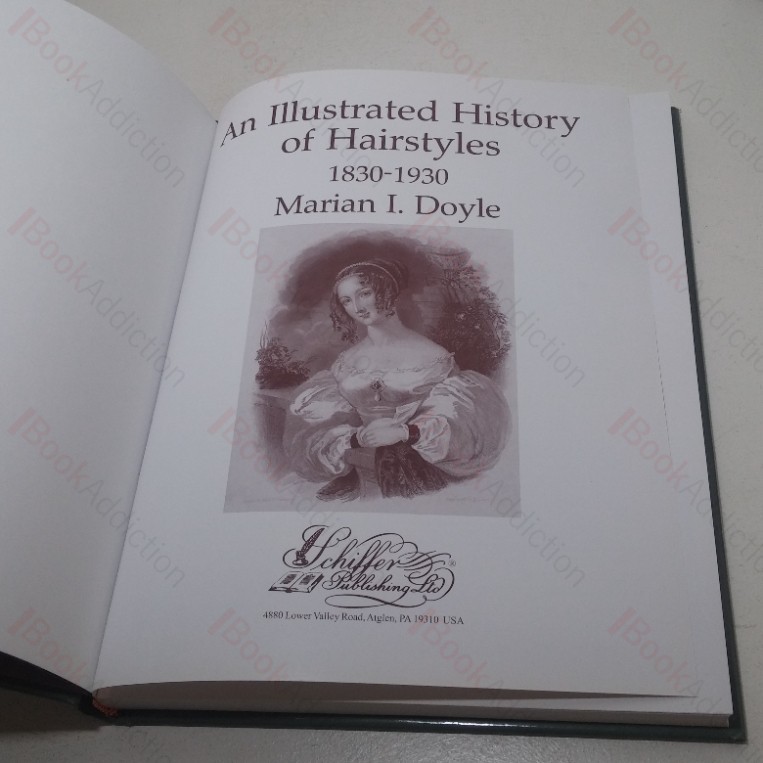 An Illustrated History
of Hairstyles
1830-1930
Marian I. Doyle
Schiffer ®
Publishing Ltd
4880 Lower Valley Road, Atglen, PA 19310 USA
BookAddiction